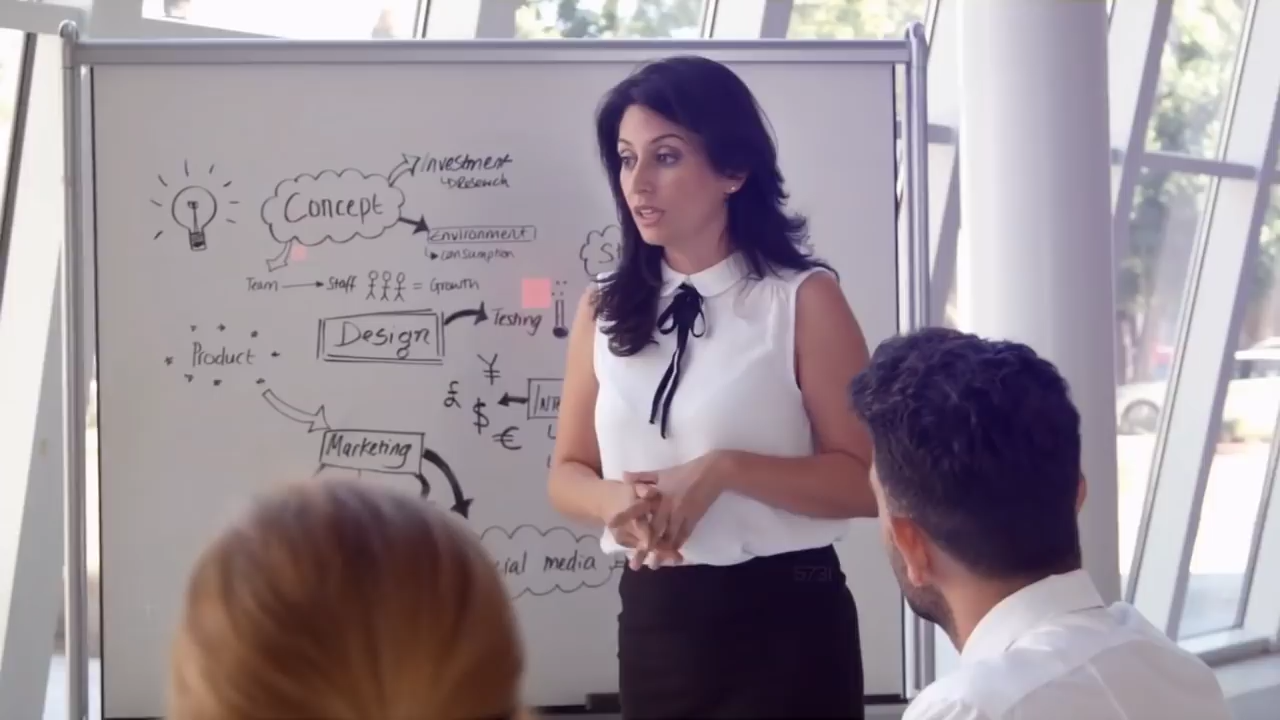 Investment
Research
Concept
Environment
consumption
Team Staff = Growth
Testing
Design
Product
¥
£
$
€
Marketing
media